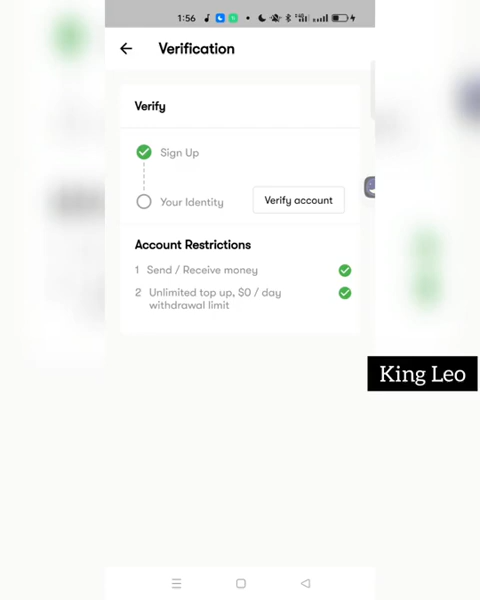 1:56
Verification
Verify
Sign Up
Your Identity
Verify account
Account Restrictions
1 Send / Receive money
2 Unlimited top up, $0 / day
withdrawal limit
King Leo